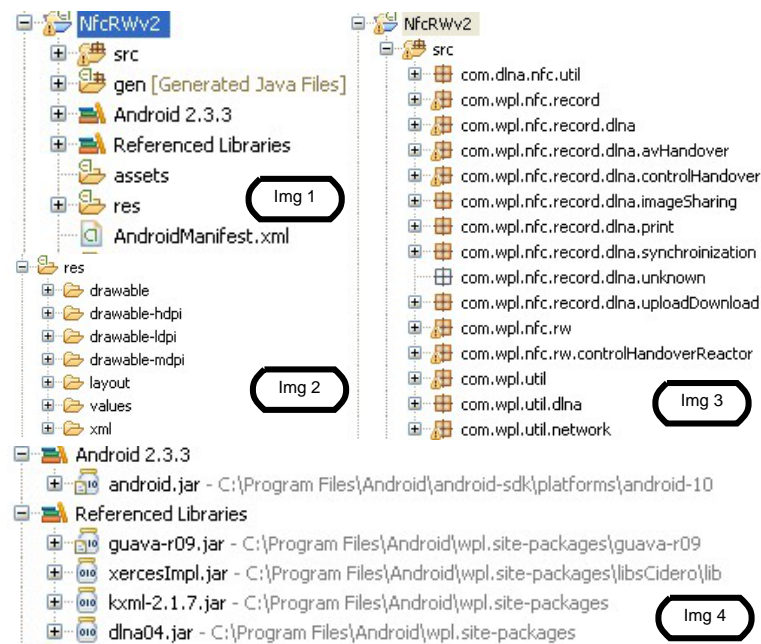 NfcRWv2
src
gen [Generated Java Files]
Android 2.3.3
Referenced Libraries
assets
res
AndroidManifest.xml
Img 1
res
drawable
drawable-hdpi
drawable-ldpi
drawable-mdpi
layout
values
xml
Img 2
NfcRWv2
src
com.dlna.nfc.util
com.wpl.nfc.record
com.wpl.nfc.record.dlna
com.wpl.nfc.record.dlna.avHandover
com.wpl.nfc.record.dlna.controlHandover
com.wpl.nfc.record.dlna.imageSharing
com.wpl.nfc.record.dlna.print
com.wpl.nfc.record.dlna.synchroinization
com.wpl.nfc.record.dlna.unknown
com.wpl.nfc.record.dlna.uploadDownload
com.wpl.nfc.rw
com.wpl.nfc.rw.controlHandoverReactor
com.wpl.util
com.wpl.util.dlna
com.wpl.util.network
Img 3
Android 2.3.3
android.jar - C:\Program Files\Android\android-sdk\platforms\android-10
Referenced Libraries
guava-r09.jar - C:\Program Files\Android\wpl.site-packages\guava-r09
xercesImpl.jar - C:\Program Files\Android\wpl.site-packages\libsCidero\lib
kxml-2.1.7.jar - C:\Program Files\Android\wpl.site-packages
dlna04.jar - C:\Program Files\Android\wpl.site-packages
Img 4